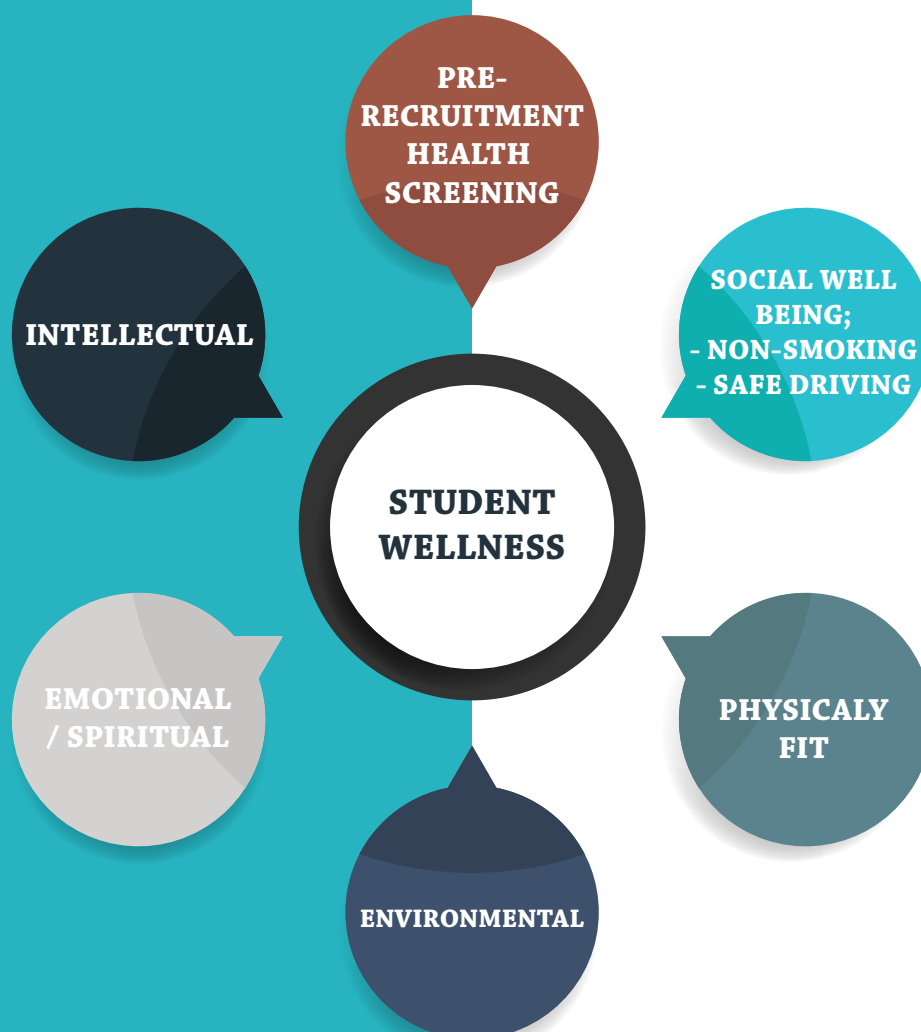 PRE-
RECRUITMENT
HEALTH
SCREENING
INTELLECTUAL
SOCIAL WELL
BEING;
- NON-SMOKING
- SAFE DRIVING
STUDENT
WELLNESS
EMOTIONAL
/ SPIRITUAL
PHYSICALY
FIT
ENVIRONMENTAL